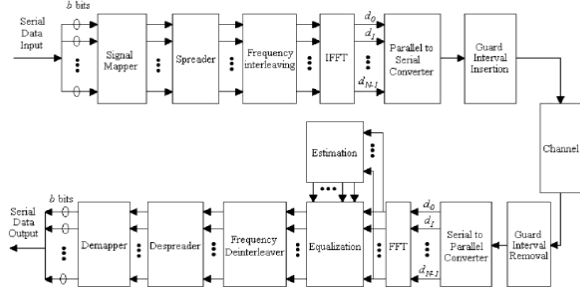 Serial
Data
Input
b bits
Signal
Mapper
Spreader
Frequency
interleaving
IFFT
d0
d1
dN-1
Parallel to
Serial
Converter
Guard
Interval
Insertion
Channel
Estimation
Serial
Data
Output
b bits
Demapper
Despreader
Frequency
Deinterleaver
Equalization
FFT
d0
d1
dN-1
Serial to
Parallel
Converter
Guard
Interval
Removal